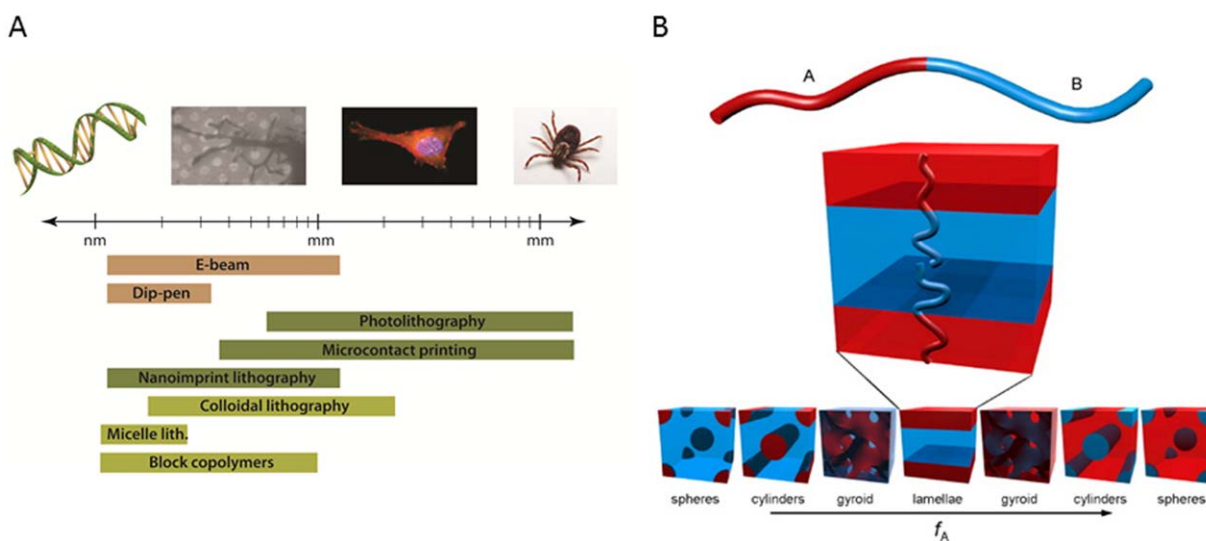 A
nm
mm
mm
E-beam
Dip-pen
Photolithography
Microcontact printing
Nanoimprint lithography
Colloidal lithography
Micelle lith.
Block copolymers
B
A
B
spheres cylinders gyroid lamellae gyroid cylinders spheres
fA